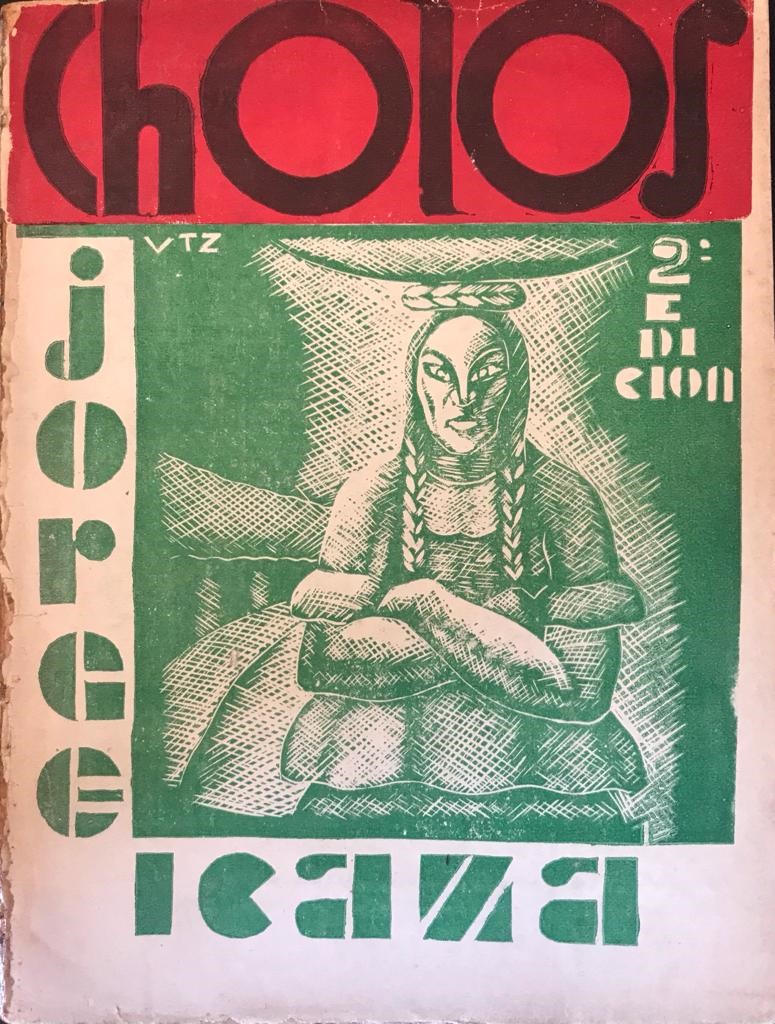 Cholos
VTZ
2ª:
E
DI
CION
jorGe
Icaza